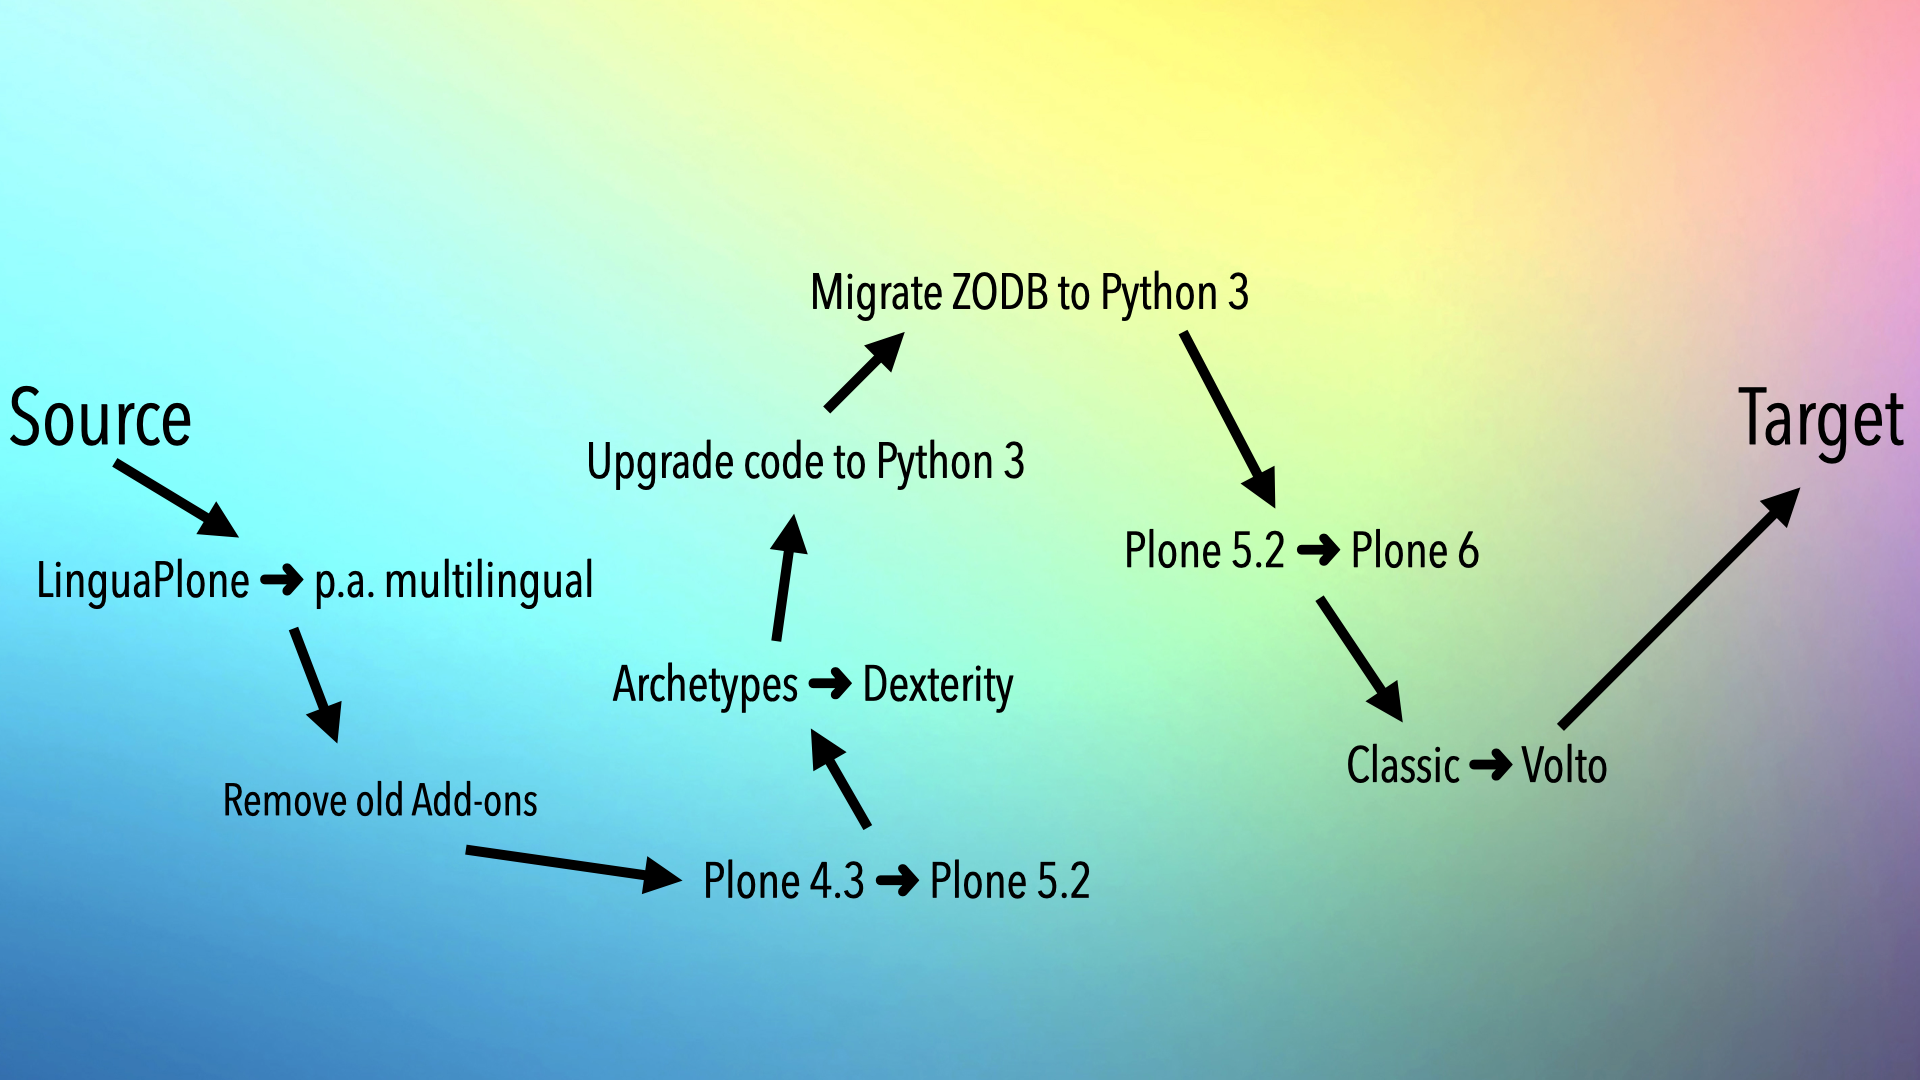 Source
LinguaPlone ➜ p.a. multilingual
Remove old Add-ons
Plone 4.3 ➜ Plone 5.2
Archetypes ➜ Dexterity
Upgrade code to Python 3
Migrate ZODB to Python 3
Plone 5.2 ➜ Plone 6
Classic ➜ Volto
Target